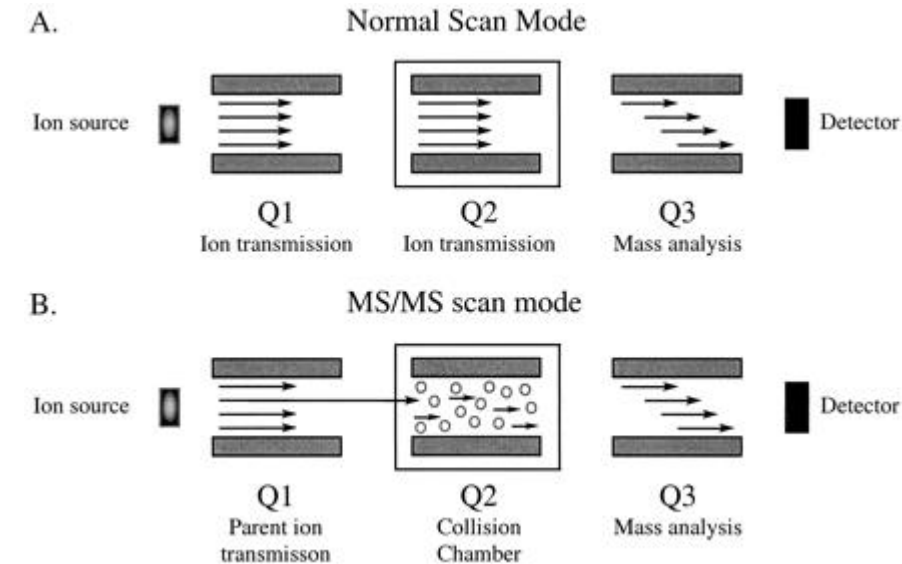 A.
Normal Scan Mode
Ion source
Detector
Q1
Q2
Q3
Ion transmission
Ion transmission
Mass analysis
B.
MS/MS scan mode
Ion source
Detector
Q1
Q2
Q3
Parent ion
transmisson
Collision
Chamber
Mass analysis